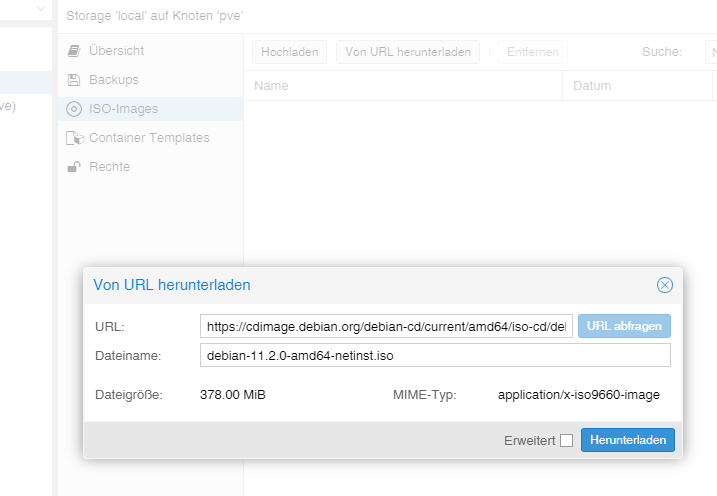 Storage 'local' auf Knoten 'pve'
Übersicht
Backups
ve)
ISO-Images
Container Templates
Rechte
Hochladen Von URL herunterladen Entfernen Suche: N
Name Datum
Von URL herunterladen
URL: https://cdimage.debian.org/debian-cd/current/amd64/iso-cd/del URL abfragen
Dateiname: debian-11.2.0-amd64-netinst.iso
Dateigröße: 378.00 MiB MIME-Typ: application/x-iso9660-image
Erweitert Herunterladen